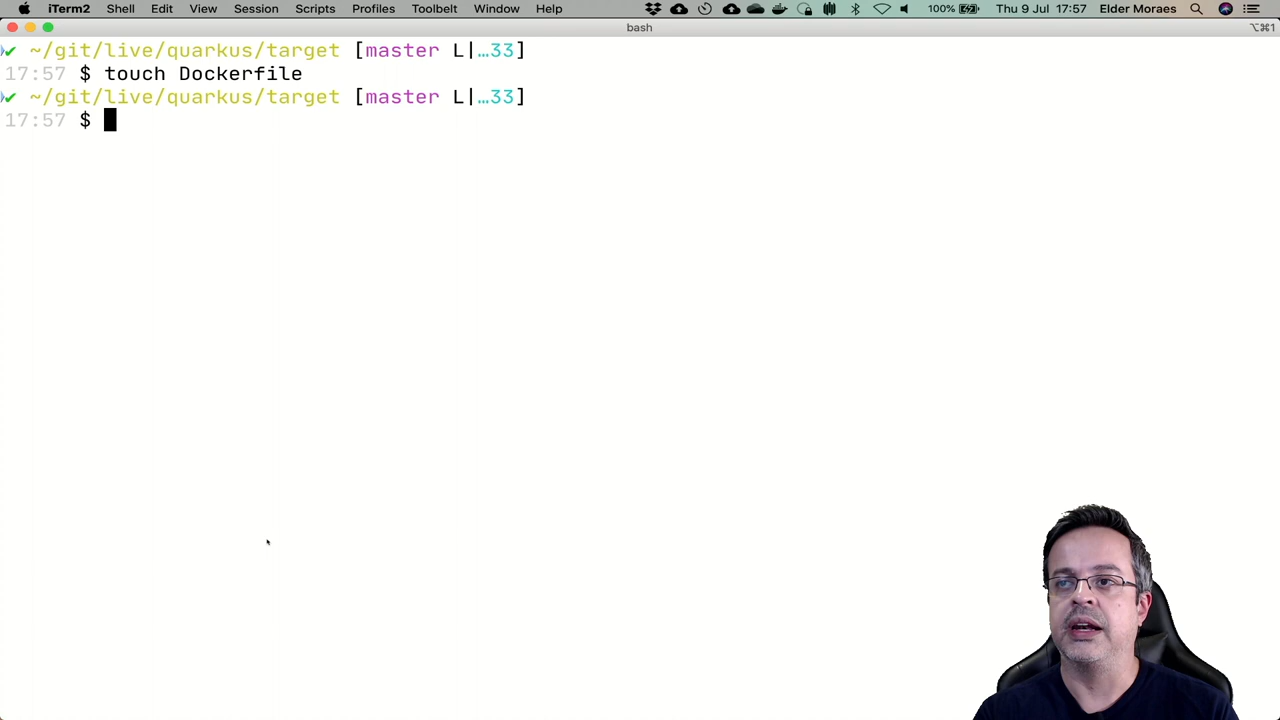 iTerm2 Shell Edit View Session Scripts Profiles Toolbelt Window Help 100% Thu 9 Jul 17:57 Elder Moraes
bash ⌥⌘1
✔ ~/git/live/quarkus/target [master L|…33]
17:57 $ touch Dockerfile
✔ ~/git/live/quarkus/target [master L|…33]
17:57 $